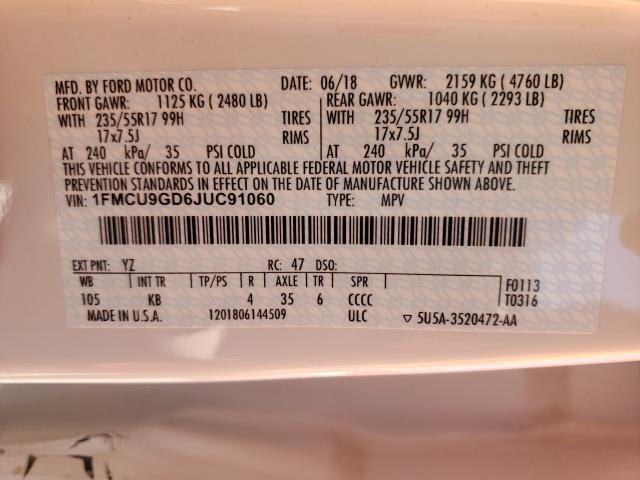 MFD. BY FORD MOTOR CO. DATE: 06/18 GVWR: 2159 KG ( 4760 LB)
FRONT GAWR: 1125 KG ( 2480 LB) REAR GAWR: 1040 KG ( 2293 LB)
WITH 235/55R17 99H TIRES WITH 235/55R17 99H TIRES
17x7.5J RIMS 17x7.5J RIMS
AT 240 kPa/ 35 PSI COLD AT 240 kPa/ 35 PSI COLD
THIS VEHICLE CONFORMS TO ALL APPLICABLE FEDERAL MOTOR VEHICLE SAFETY AND THEFT
PREVENTION STANDARDS IN EFFECT ON THE DATE OF MANUFACTURE SHOWN ABOVE.
VIN: 1FMCU9GD6JUC91060 TYPE: MPV
EXT PNT: YZ RC: 47 DSO:
WB INT TR TP/PS R AXLE TR SPR F0113
105 KB 4 35 6 CCCC T0316
MADE IN U.S.A. 1201806144509 ULC ▽ 5U5A-3520472-AA